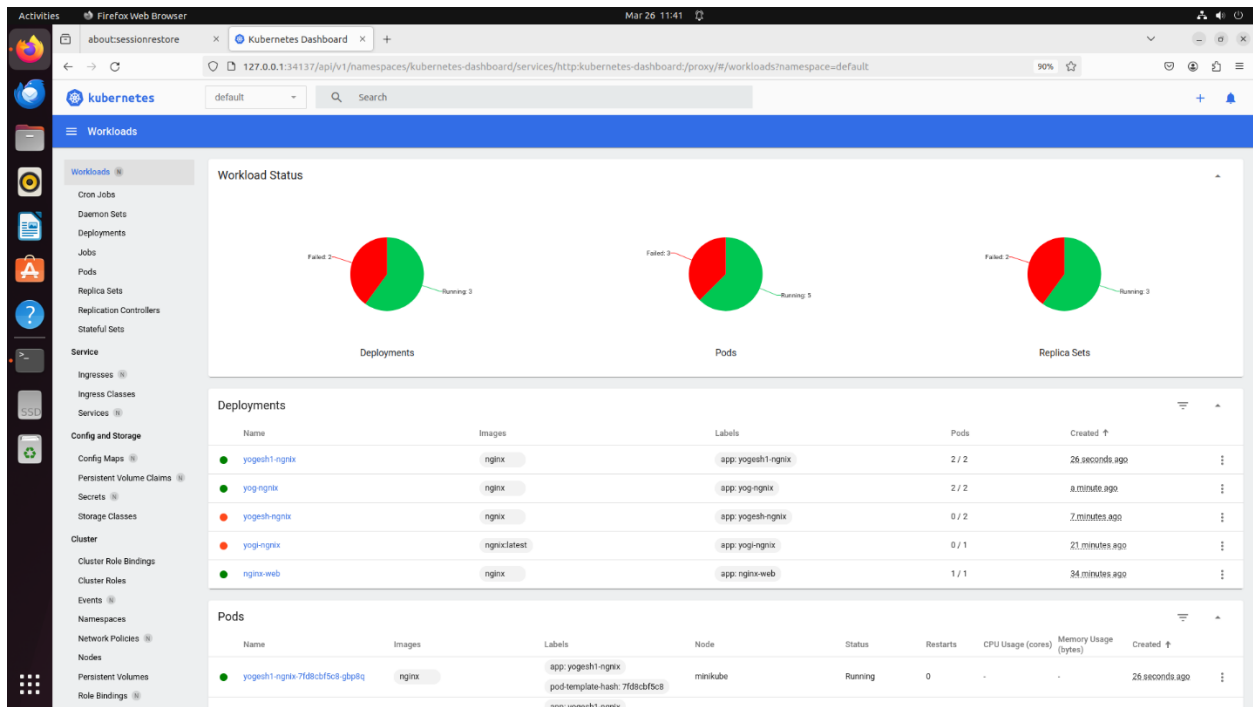 Activities Firefox Web Browser Mar 26 11:41
about:sessionrestore × Kubernetes Dashboard × +
127.0.0.1:34137/api/v1/namespaces/kubernetes-dashboard/services/http:kubernetes-dashboard:/proxy/#/workloads?namespace=default 90%
kubernetes default Search
Workloads
Workloads N
Cron Jobs
Daemon Sets
Deployments
Jobs
Pods
Replica Sets
Replication Controllers
Stateful Sets
Service
Ingresses N
Ingress Classes
Services N
Config and Storage
Config Maps N
Persistent Volume Claims N
Secrets N
Storage Classes
Cluster
Cluster Role Bindings
Cluster Roles
Events N
Namespaces
Network Policies N
Nodes
Persistent Volumes
Role Bindings N
SSD
Workload Status
Failed: 2 Running: 3
Deployments
Failed: 3 Running: 5
Pods
Failed: 2 Running: 3
Replica Sets
Deployments
Name Images Labels Pods Created
yogesh1-ngnix nginx app: yogesh1-ngnix 2 / 2 26 seconds ago
yog-ngnix nginx app: yog-ngnix 2 / 2 a minute ago
yogesh-ngnix ngnix app: yogesh-ngnix 0 / 2 7 minutes ago
yogi-ngnix ngnix:latest app: yogi-ngnix 0 / 1 21 minutes ago
nginx-web nginx app: nginx-web 1 / 1 34 minutes ago
Pods
Name Images Labels Node Status Restarts CPU Usage (cores) Memory Usage (bytes) Created
yogesh1-ngnix-7fd8cbf5c8-gbp8q nginx app: yogesh1-ngnix minikube Running 0 - - 26 seconds ago
pod-template-hash: 7fd8cbf5c8